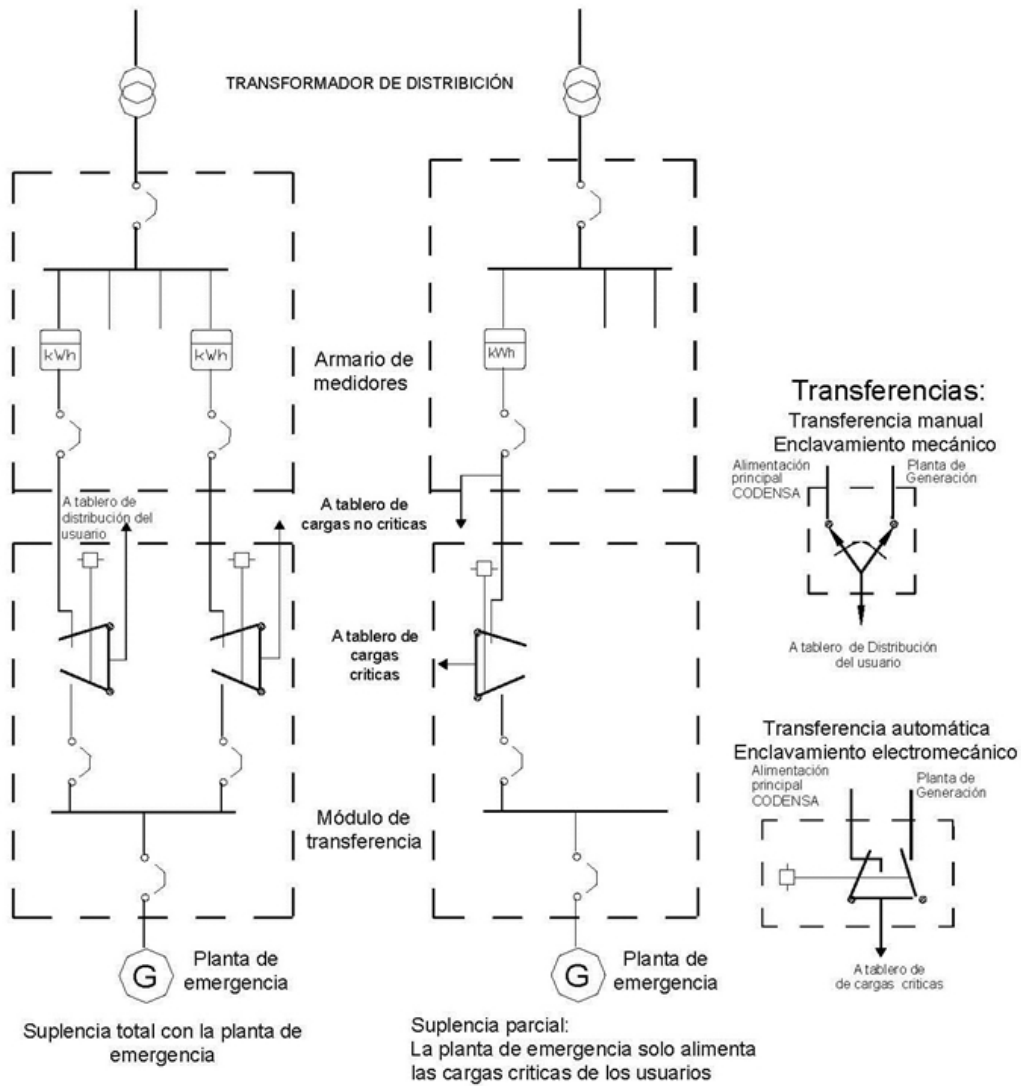 TRANSFORMADOR DE DISTRIBICIÓN
kWh
kWh
kWh
Armario de
medidores
A tablero de
distribución del
usuario
A tablero de
cargas no criticas
A tablero de
cargas
criticas
Módulo de
transferencia
G
Planta de
emergencia
G
Planta de
emergencia
Suplencia total con la planta de
emergencia
Suplencia parcial:
La planta de emergencia solo alimenta
las cargas criticas de los usuarios
Transferencias:
Transferencia manual
Enclavamiento mecánico
Alimentación
principal
CODENSA
Planta de
Generación
A tablero de Distribución
del usuario
Transferencia automática
Enclavamiento electromecánico
Alimentación
principal
CODENSA
Planta de
Generación
A tablero de
de cargas criticas